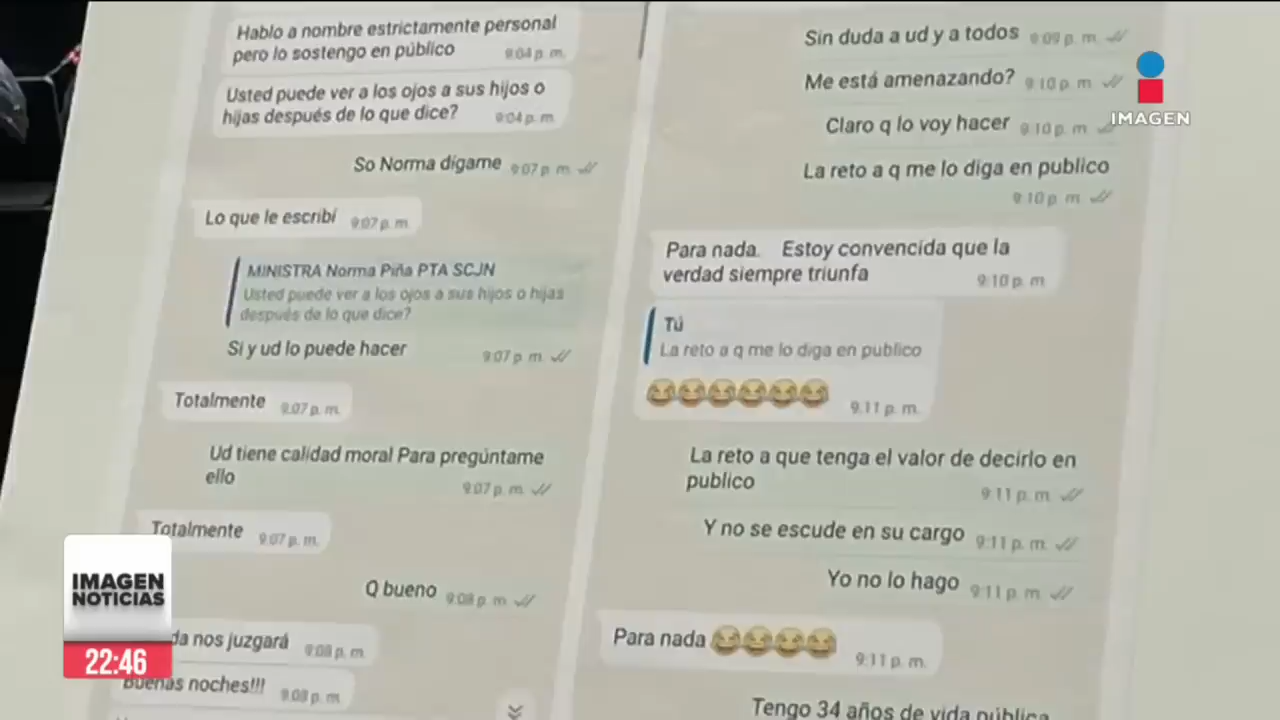 Hablo a nombre estrictamente personal
pero lo sostengo en público 9:04 p. m.
Usted puede ver a los ojos a sus hijos o
hijas después de lo que dice? 9:04 p. m.
So Norma dígame 9:07 p. m.
Lo que le escribí 9:07 p. m.
MINISTRA Norma Piña PTA SCJN
Usted puede ver a los ojos a sus hijos o hijas
después de lo que dice?
Si y ud lo puede hacer 9:07 p. m.
Totalmente 9:07 p. m.
Ud tiene calidad moral Para pregúntame
ello 9:07 p. m.
Totalmente 9:07 p. m.
Q bueno 9:08 p. m.
da nos juzgará 9:08 p. m.
Buenas noches!!! 9:08 p. m.
Sin duda a ud y a todos 9:09 p. m.
Me está amenazando? 9:10 p. m.
Claro q lo voy hacer 9:10 p. m.
La reto a q me lo diga en publico
9:10 p. m.
Para nada. Estoy convencida que la
verdad siempre triunfa 9:10 p. m.
Tú
La reto a q me lo diga en publico
😂😂😂😂😂😂 9:11 p. m.
La reto a que tenga el valor de decirlo en
publico 9:11 p. m.
Y no se escude en su cargo 9:11 p. m.
Yo no lo hago 9:11 p. m.
Para nada 😂😂😂😂 9:11 p. m.
Tengo 34 años de vida pública
IMAGEN
IMAGEN
NOTICIAS
22:46